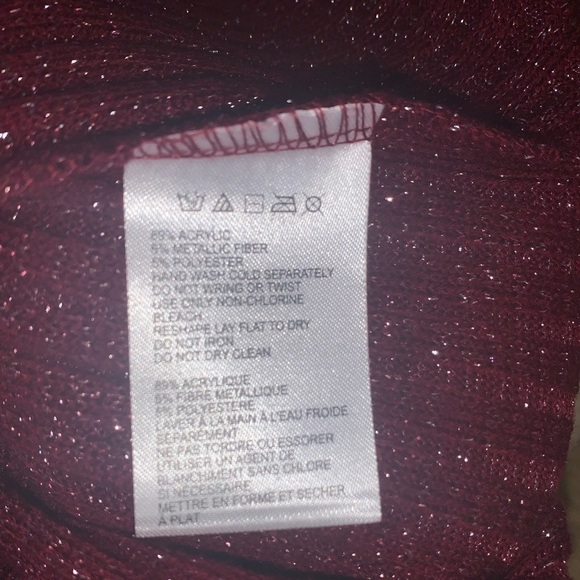 89% ACRYLIC
6% METALLIC FIBER
5% POLYESTER
HAND WASH COLD SEPARATELY
DO NOT WRING OR TWIST
USE ONLY NON-CHLORINE
BLEACH
RESHAPE LAY FLAT TO DRY
DO NOT IRON
DO NOT DRY CLEAN
89% ACRYLIQUE
6% FIBRE METALLIQUE
5% POLYESTERE
LAVER À LA MAIN À L'EAU FROIDE
SÉPARÉMENT
NE PAS TORDRE OU ESSORER
UTILISER UN AGENT DE
BLANCHIMENT SANS CHLORE
SI NÉCESSAIRE
METTRE EN FORME ET SECHER
À PLAT